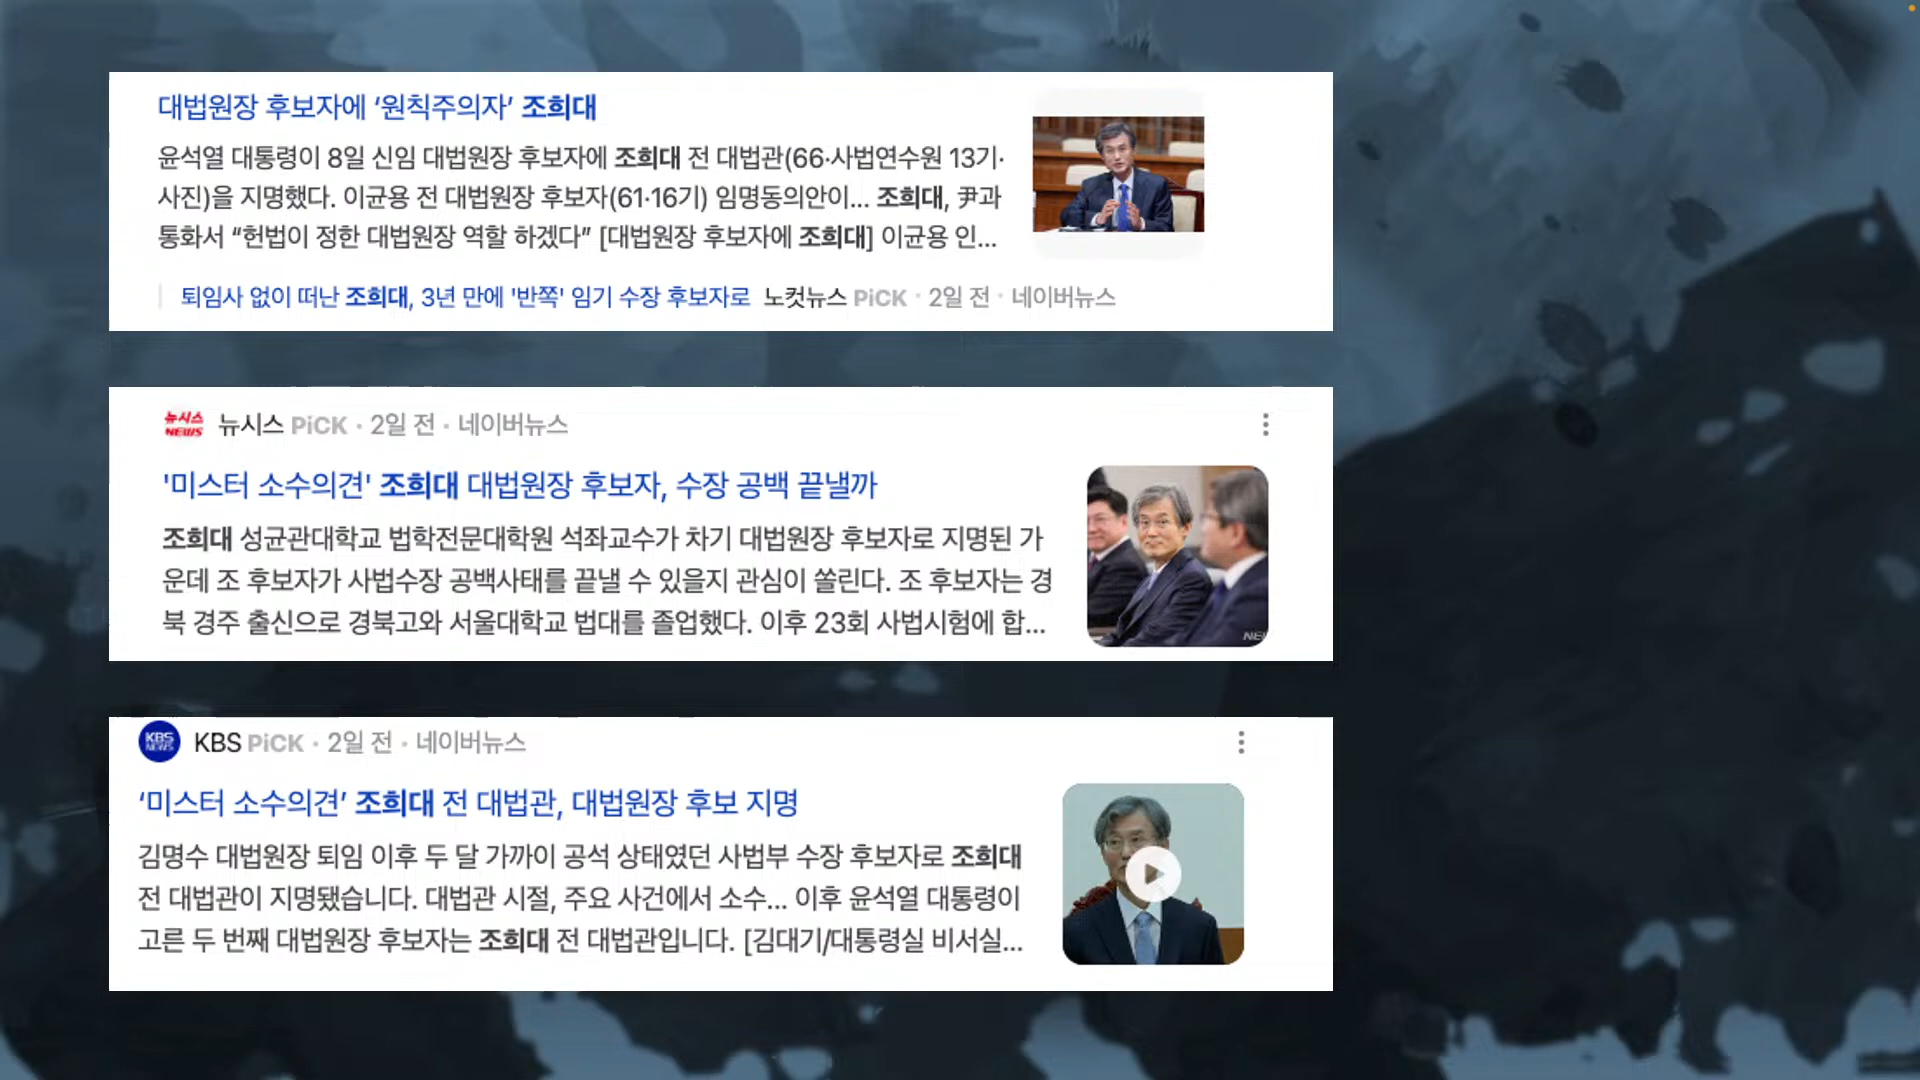 대법원장 후보자에 ‘원칙주의자’ 조희대
윤석열 대통령이 8일 신임 대법원장 후보자에 조희대 전 대법관(66·사법연수원 13기·
사진)을 지명했다. 이균용 전 대법원장 후보자(61·16기) 임명동의안이... 조희대, 尹과
통화서 “헌법이 정한 대법원장 역할 하겠다” [대법원장 후보자에 조희대] 이균용 인...
퇴임사 없이 떠난 조희대, 3년 만에 '반쪽' 임기 수장 후보자로 노컷뉴스 PiCK · 2일 전 · 네이버뉴스
뉴시스 NEWS 뉴시스 PiCK · 2일 전 · 네이버뉴스
'미스터 소수의견' 조희대 대법원장 후보자, 수장 공백 끝낼까
조희대 성균관대학교 법학전문대학원 석좌교수가 차기 대법원장 후보자로 지명된 가
운데 조 후보자가 사법수장 공백사태를 끝낼 수 있을지 관심이 쏠린다. 조 후보자는 경
북 경주 출신으로 경북고와 서울대학교 법대를 졸업했다. 이후 23회 사법시험에 합...
KBS NEWS KBS PiCK · 2일 전 · 네이버뉴스
‘미스터 소수의견’ 조희대 전 대법관, 대법원장 후보 지명
김명수 대법원장 퇴임 이후 두 달 가까이 공석 상태였던 사법부 수장 후보자로 조희대
전 대법관이 지명됐습니다. 대법관 시절, 주요 사건에서 소수... 이후 윤석열 대통령이
고른 두 번째 대법원장 후보자는 조희대 전 대법관입니다. [김대기/대통령실 비서실...